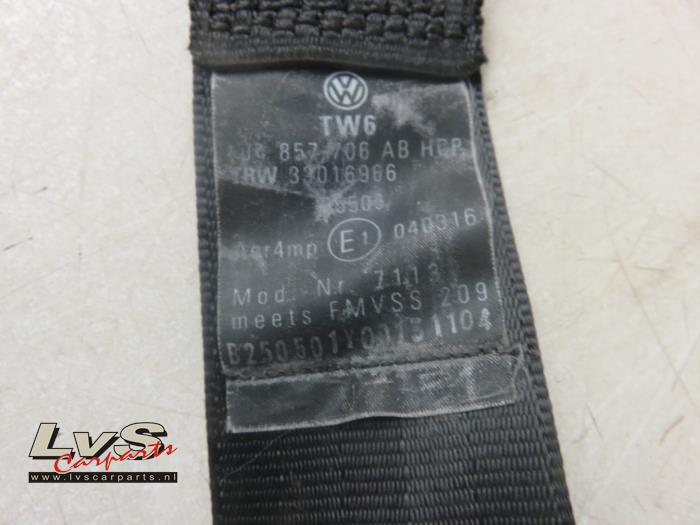 TW6
857 706 AB HCP
TRW 33016966
Aer4mp E1 040316
Mod. Nr. 7113
meets FMVSS 209
LvS
Carparts
www.lvscarparts.nl